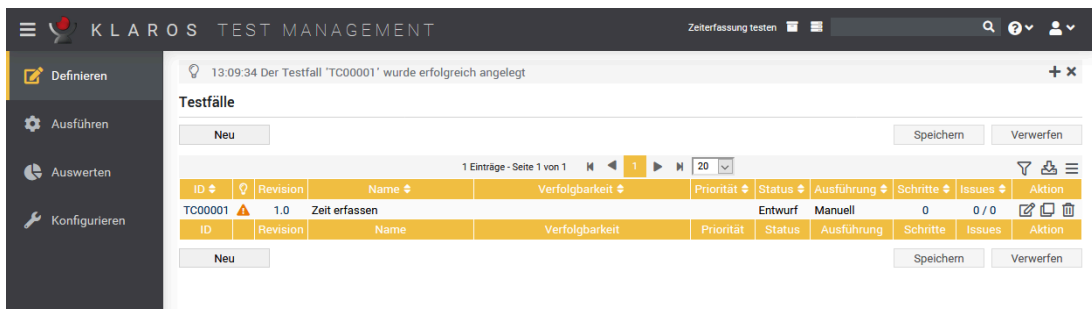 KLAROS TEST MANAGEMENT Zeiterfassung testen
Definieren
Ausführen
Auswerten
Konfigurieren
13:09:34 Der Testfall 'TC00001' wurde erfolgreich angelegt
Testfälle
Neu Speichern Verwerfen
1 Einträge - Seite 1 von 1 1 20
ID Revision Name Verfolgbarkeit Priorität Status Ausführung Schritte Issues Aktion
TC00001 1.0 Zeit erfassen Entwurf Manuell 0 0 / 0
ID Revision Name Verfolgbarkeit Priorität Status Ausführung Schritte Issues Aktion
Neu Speichern Verwerfen